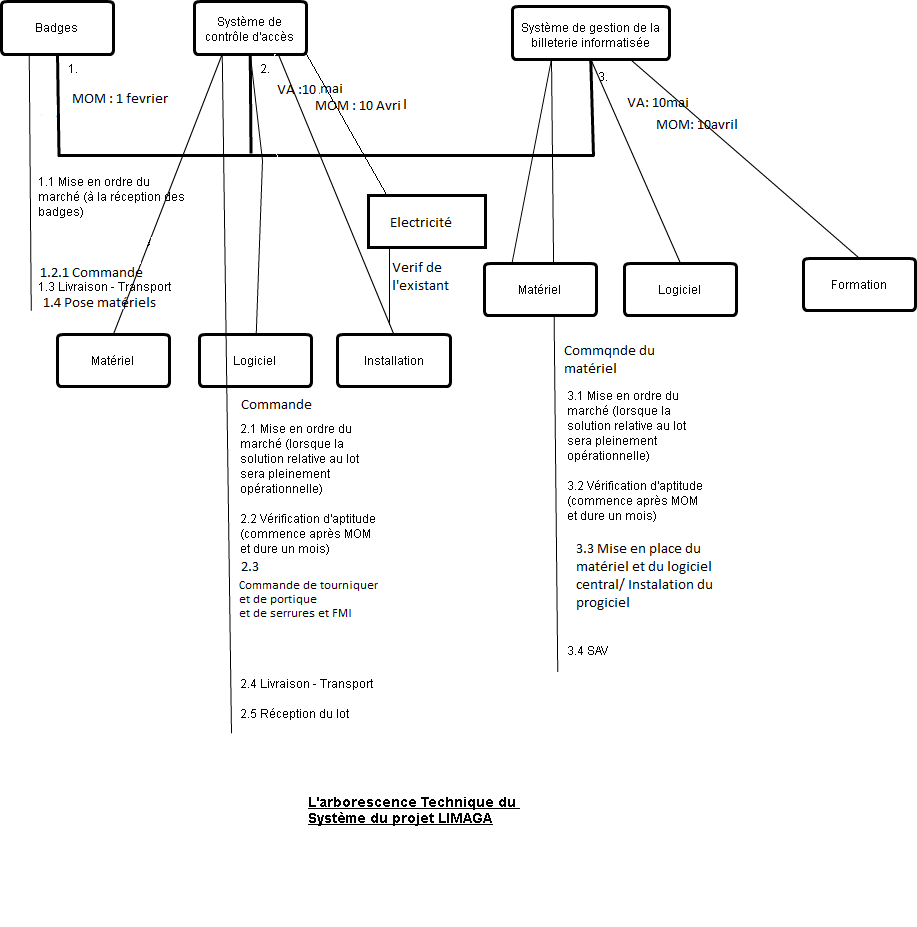 Badges
Système de
contrôle d'accès
Système de gestion de la
billeterie informatisée
1.
MOM : 1 fevrier
2.
VA :10 mai
MOM : 10 Avril
3.
VA: 10mai
MOM: 10avril
1.1 Mise en ordre du
marché (à la réception des
badges)
1.2.1 Commande
1.3 Livraison - Transport
1.4 Pose matériels
Electricité
Verif de
l'existant
Matériel
Logiciel
Installation
Matériel
Logiciel
Formation
Commande
2.1 Mise en ordre du
marché (lorsque la
solution relative au lot
sera pleinement
opérationnelle)
2.2 Vérification d'aptitude
(commence après MOM
et dure un mois)
2.3
Commande de tourniquer
et de portique
et de serrures et FMI
2.4 Livraison - Transport
2.5 Réception du lot
Commqnde du
matériel
3.1 Mise en ordre du
marché (lorsque la
solution relative au lot
sera pleinement
opérationnelle)
3.2 Vérification d'aptitude
(commence après MOM
et dure un mois)
3.3 Mise en place du
matériel et du logiciel
central/ Instalation du
progiciel
3.4 SAV
L'arborescence Technique du
Système du projet LIMAGA